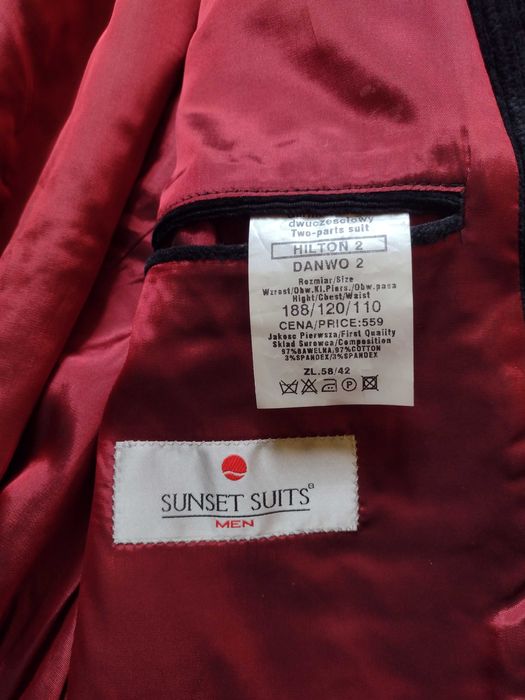 dwuczęściowy
Two-parts suit
HILTON 2
DANWO 2
Rozmiar/Size
Wzrost/Obw.Kl.Piers./Obw.pasa
Hight/Chest/Waist
188/120/110
CENA/PRICE:559
Jakosc Pierwsza/First Quality
Sklad Surowca/Composition
97%BAWELNA,97%COTTON
3%SPANDEX/3%SPANDEX
ZL.58/42
P
SUNSET SUITS®
MEN